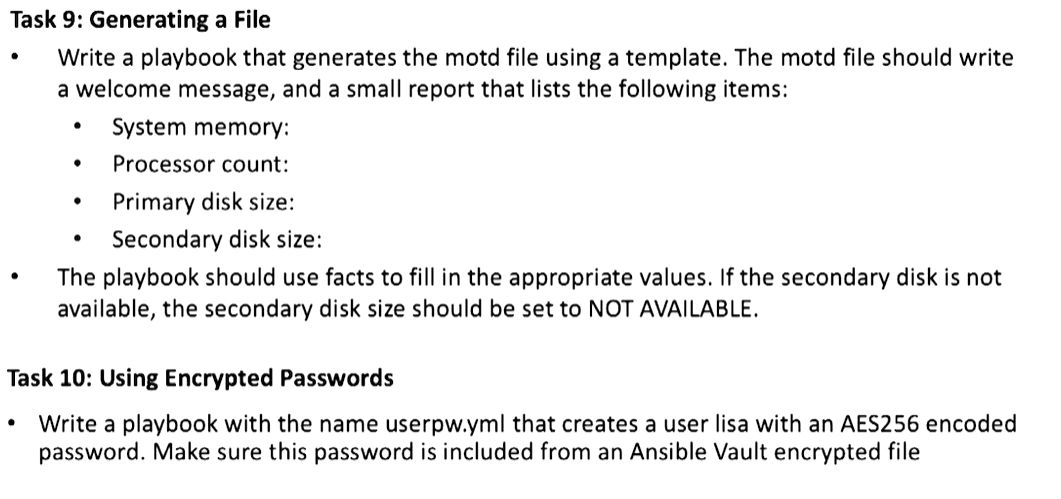 Task 9: Generating a File
• Write a playbook that generates the motd file using a template. The motd file should write
a welcome message, and a small report that lists the following items:
• System memory:
• Processor count:
• Primary disk size:
• Secondary disk size:
• The playbook should use facts to fill in the appropriate values. If the secondary disk is not
available, the secondary disk size should be set to NOT AVAILABLE.
Task 10: Using Encrypted Passwords
• Write a playbook with the name userpw.yml that creates a user lisa with an AES256 encoded
password. Make sure this password is included from an Ansible Vault encrypted file